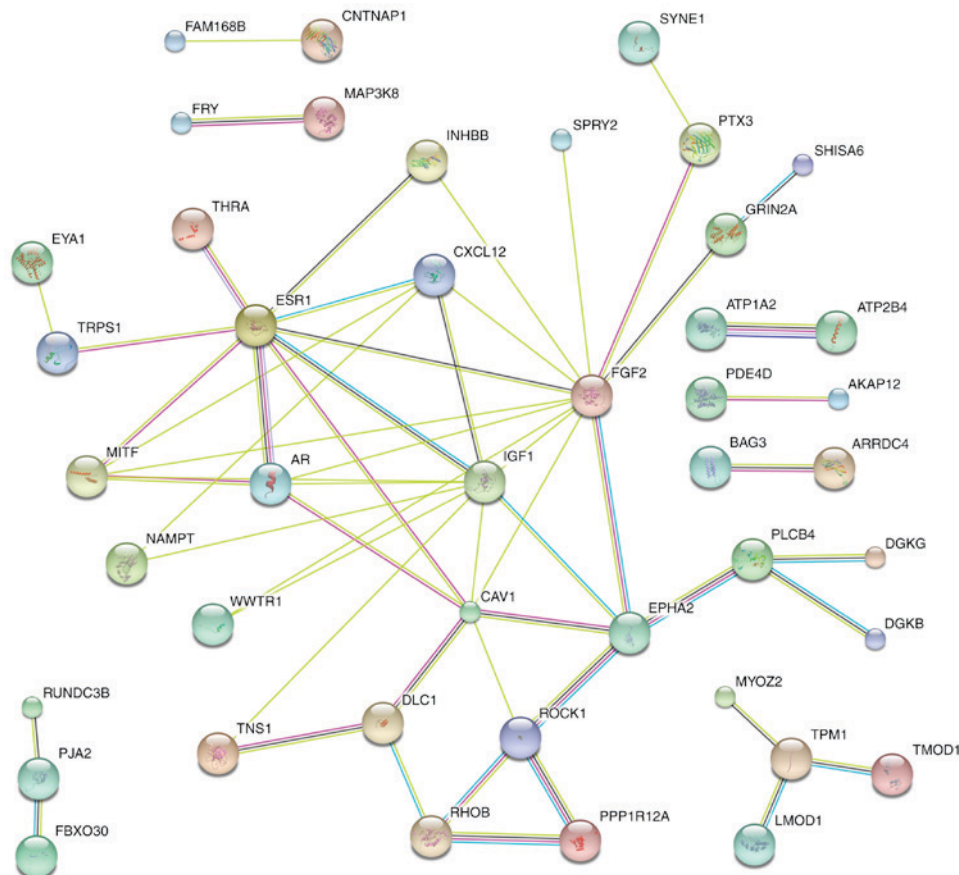 FAM168B
CNTNAP1
SYNE1
FRY
MAP3K8
INHBB
SPRY2
PTX3
SHISA6
THRA
GRIN2A
EYA1
CXCL12
ESR1
ATP1A2
ATP2B4
TRPS1
FGF2
PDE4D
AKAP12
MITF
AR
IGF1
BAG3
ARRDC4
NAMPT
PLCB4
DGKG
WWTR1
CAV1
EPHA2
DGKB
RUNDC3B
MYOZ2
DLC1
ROCK1
TNS1
TPM1
TMOD1
PJA2
RHOB
PPP1R12A
LMOD1
FBXO30